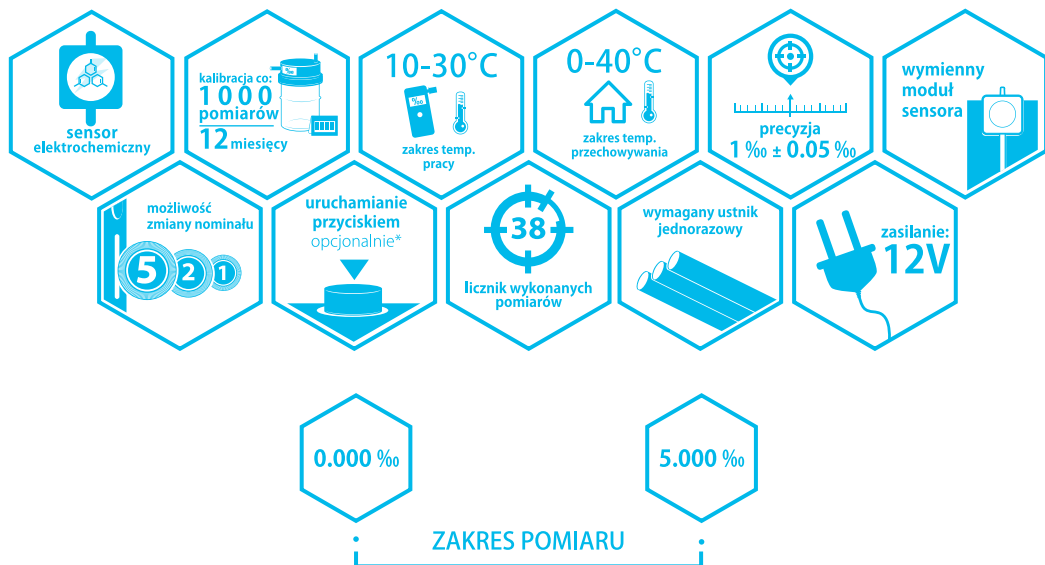 sensor
elektrochemiczny
kalibracja co:
1000
pomiarów
12 miesięcy
10-30°C
‰
zakres temp.
pracy
0-40°C
zakres temp.
przechowywania
precyzja
1 ‰ ± 0.05 ‰
wymienny
moduł
sensora
możliwość
zmiany nominału
5 2 1
uruchamianie
przyciskiem
opcjonalnie*
38
licznik wykonanych
pomiarów
wymagany ustnik
jednorazowy
zasilanie:
12V
0.000 ‰
5.000 ‰
ZAKRES POMIARU